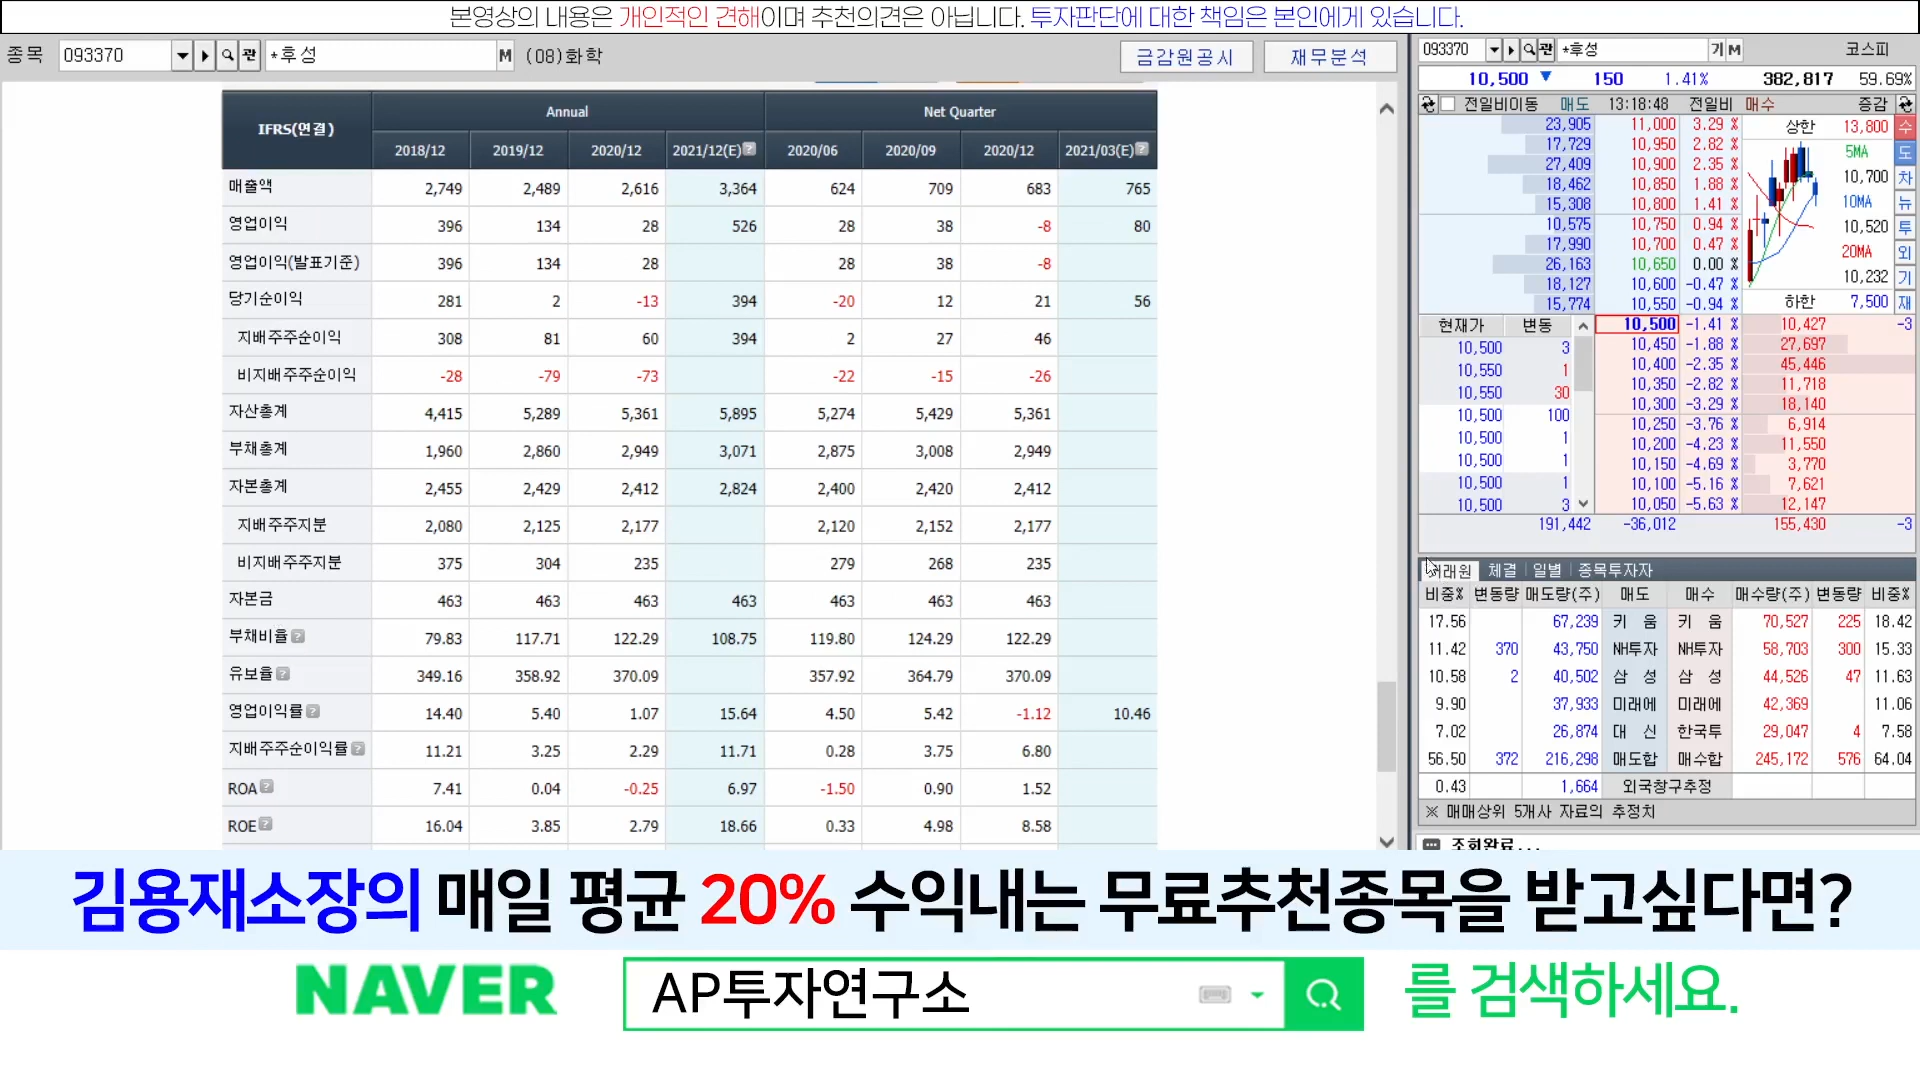 본영상의 내용은 개인적인 견해이며 추천의견은 아닙니다. 투자판단에 대한 책임은 본인에게 있습니다.
종목 093370 관 *후성 M (08)화학 금감원공시 재무분석
IFRS(연결) Annual Net Quarter
2018/12 2019/12 2020/12 2021/12(E) 2020/06 2020/09 2020/12 2021/03(E)
매출액 2,749 2,489 2,616 3,364 624 709 683 765
영업이익 396 134 28 526 28 38 -8 80
영업이익(발표기준) 396 134 28 28 38 -8
당기순이익 281 2 -13 394 -20 12 21 56
지배주주순이익 308 81 60 394 2 27 46
비지배주주순이익 -28 -79 -73 -22 -15 -26
자산총계 4,415 5,289 5,361 5,895 5,274 5,429 5,361
부채총계 1,960 2,860 2,949 3,071 2,875 3,008 2,949
자본총계 2,455 2,429 2,412 2,824 2,400 2,420 2,412
지배주주지분 2,080 2,125 2,177 2,120 2,152 2,177
비지배주주지분 375 304 235 279 268 235
자본금 463 463 463 463 463 463 463
부채비율 79.83 117.71 122.29 108.75 119.80 124.29 122.29
유보율 349.16 358.92 370.09 357.92 364.79 370.09
영업이익률 14.40 5.40 1.07 15.64 4.50 5.42 -1.12 10.46
지배주주순이익률 11.21 3.25 2.29 11.71 0.28 3.75 6.80
ROA 7.41 0.04 -0.25 6.97 -1.50 0.90 1.52
ROE 16.04 3.85 2.79 18.66 0.33 4.98 8.58
093370 관 *후성 기 M 코스피
10,500 ▼ 150 1.41% 382,817 59.69%
전일비이동 매도 13:18:48 전일비 매수 증감
23,905 11,000 3.29 % 상한 13,800 수
17,729 10,950 2.82 % 5MA 도
27,409 10,900 2.35 %
18,462 10,850 1.88 % 10,700 차
15,308 10,800 1.41 % 10MA 뉴
10,575 10,750 0.94 % 10,520 투
17,990 10,700 0.47 % 20MA 외
26,163 10,650 0.00 %
18,127 10,600 -0.47 % 10,232 기
15,774 10,550 -0.94 % 하한 7,500 재
현재가 변동
10,500 3
10,550 1
10,550 30
10,500 100
10,500 1
10,500 1
10,500 1
10,500 3
10,500 -1.41 % 10,427 -3
10,450 -1.88 % 27,697
10,400 -2.35 % 45,446
10,350 -2.82 % 11,718
10,300 -3.29 % 18,140
10,250 -3.76 % 6,914
10,200 -4.23 % 11,550
10,150 -4.69 % 3,770
10,100 -5.16 % 7,621
10,050 -5.63 % 12,147
191,442 -36,012 155,430 -3
거래원 체결 일별 종목투자자
비중% 변동량 매도량(주) 매도 매수 매수량(주) 변동량 비중%
17.56 67,239 키 움 키 움 70,527 225 18.42
11.42 370 43,750 NH투자 NH투자 58,703 300 15.33
10.58 2 40,502 삼 성 삼 성 44,526 47 11.63
9.90 37,933 미래에 미래에 42,369 11.06
7.02 26,874 대 신 한국투 29,047 4 7.58
56.50 372 216,298 매도합 매수합 245,172 576 64.04
0.43 1,664 외국창구추정
※ 매매상위 5개사 자료의 추정치
조회완료...
김용재소장의 매일 평균 20% 수익내는 무료추천종목을 받고싶다면?
NAVER AP투자연구소 를 검색하세요.